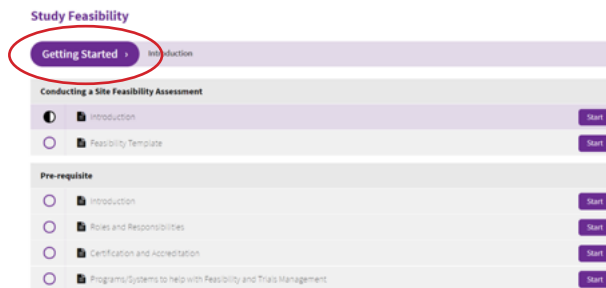 Study Feasibility
Getting Started › Introduction
Conducting a Site Feasibility Assessment
Introduction Start
Feasibility Template Start
Pre-requisite
Introduction Start
Roles and Responsibilities Start
Certification and Accreditation Start
Programs/Systems to help with Feasibility and Trials Management Start